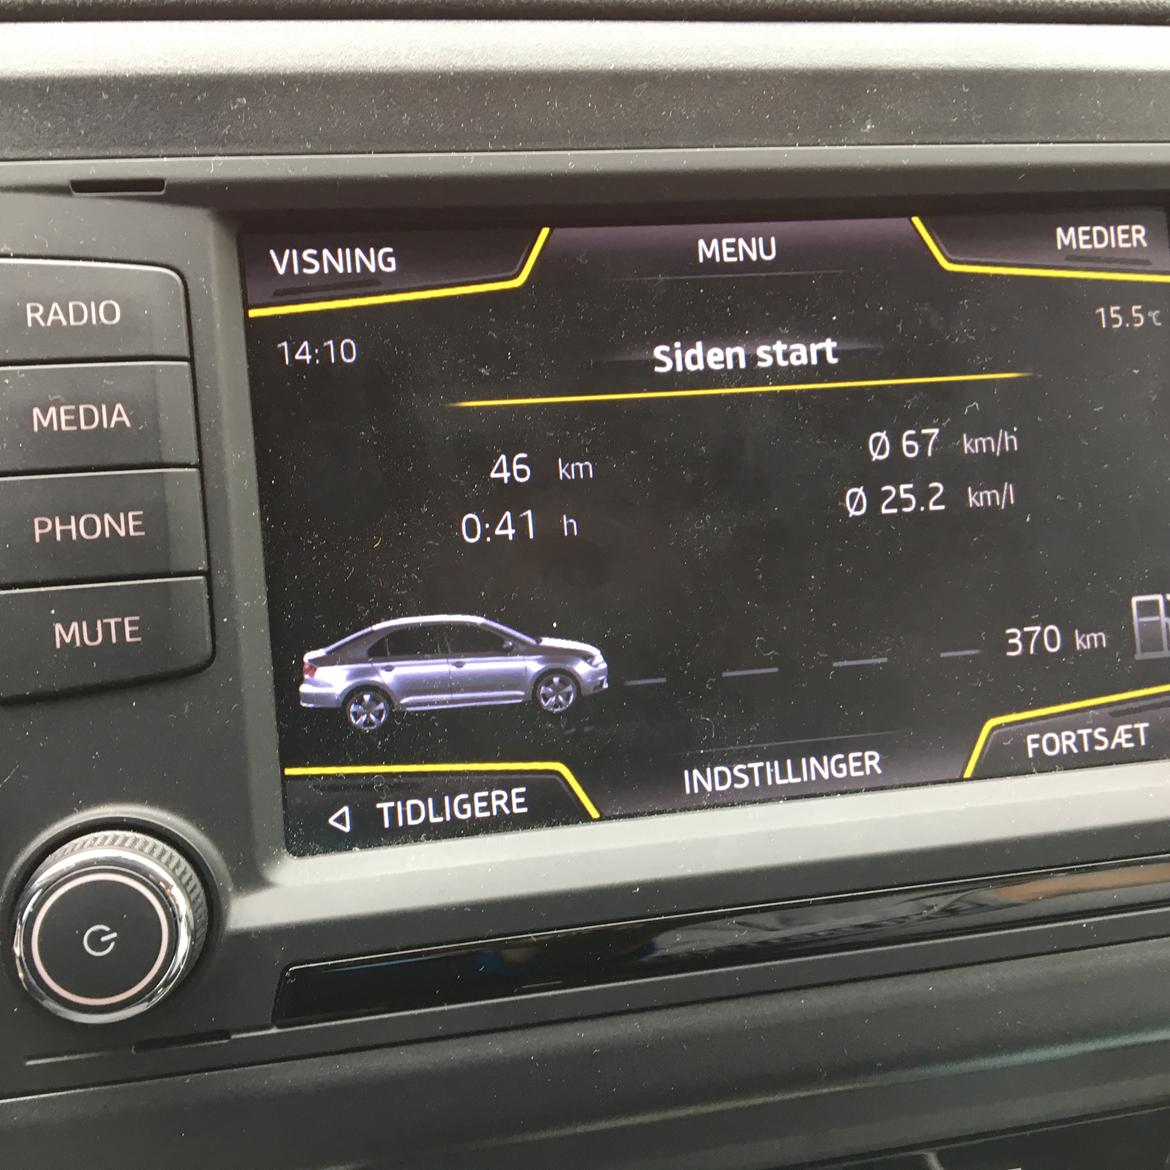 VISNING
MENU
MEDIER
RADIO
MEDIA
PHONE
MUTE
14:10
Siden start
15.5°C
46 km
0:41 h
Ø 67 km/h
Ø 25.2 km/l
370 km
TIDLIGERE
INDSTILLINGER
FORTSÆT